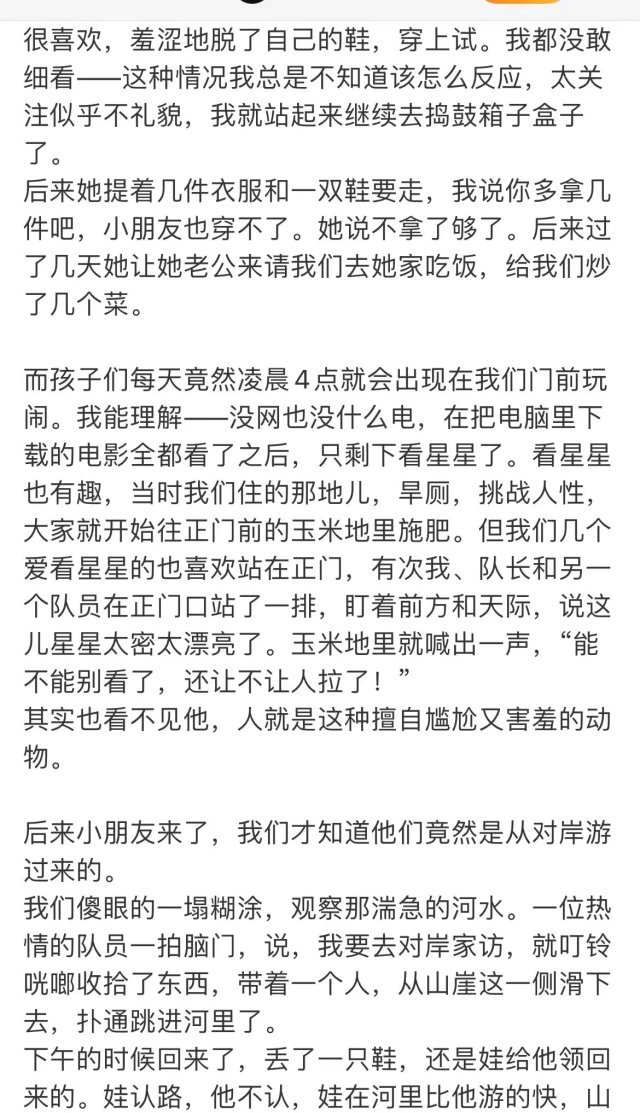 很喜欢，羞涩地脱了自己的鞋，穿上试。我都没敢
细看——这种情况我总是不知道该怎么反应，太关
注似乎不礼貌，我就站起来继续去捣鼓箱子盒子
了。
后来她提着几件衣服和一双鞋要走，我说你多拿几
件吧，小朋友也穿不了。她说不拿了够了。后来过
了几天她让她老公来请我们去她家吃饭，给我们炒
了几个菜。
而孩子们每天竟然凌晨4点就会出现在我们门前玩
闹。我能理解——没网也没什么电，在把电脑里下
载的电影全都看了之后，只剩下看星星了。看星星
也有趣，当时我们住的那地儿，旱厕，挑战人性，
大家就开始往正门前的玉米地里施肥。但我们几个
爱看星星的也喜欢站在正门，有次我、队长和另一
个队员在正门口站了一排，盯着前方和天际，说这
儿星星太密太漂亮了。玉米地里就喊出一声，“能
不能别看了，还让不让人拉了！”
其实也看不见他，人就是这种擅自尴尬又害羞的动
物。
后来小朋友来了，我们才知道他们竟然是从对岸游
过来的。
我们傻眼的一塌糊涂，观察那湍急的河水。一位热
情的队员一拍脑门，说，我要去对岸家访，就叮铃
咣啷收拾了东西，带着一个人，从山崖这一侧滑下
去，扑通跳进河里了。
下午的时候回来了，丢了一只鞋，还是娃给他领回
来的。娃认路，他不认，娃在河里比他游的快，山